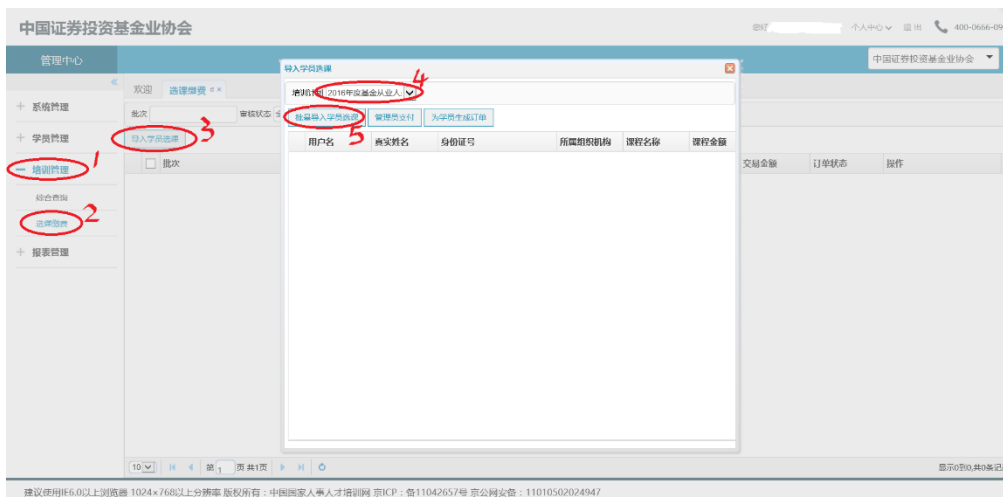 中国证券投资基金业协会
您好 个人中心 退出 400-0666-09
管理中心
中国证券投资基金业协会
系统管理
学员管理
培训管理
1
综合查询
选课缴费
2
报表管理
欢迎 选课缴费
批次 审核状态 全
导入学员选课
3
批次
交易金额 订单状态 操作
导入学员选课
培训计划 2016年度基金从业人
4
批量导入学员选课 管理员支付 为学员生成订单
5
用户名 真实姓名 身份证号 所属组织机构 课程名称 课程金额
10 第 1 页 共1页
显示0到0,共0条记
建议使用IE6.0以上浏览器 1024×768以上分辨率 版权所有：中国国家人事人才培训网 京ICP：备11042657号 京公网安备：11010502024947